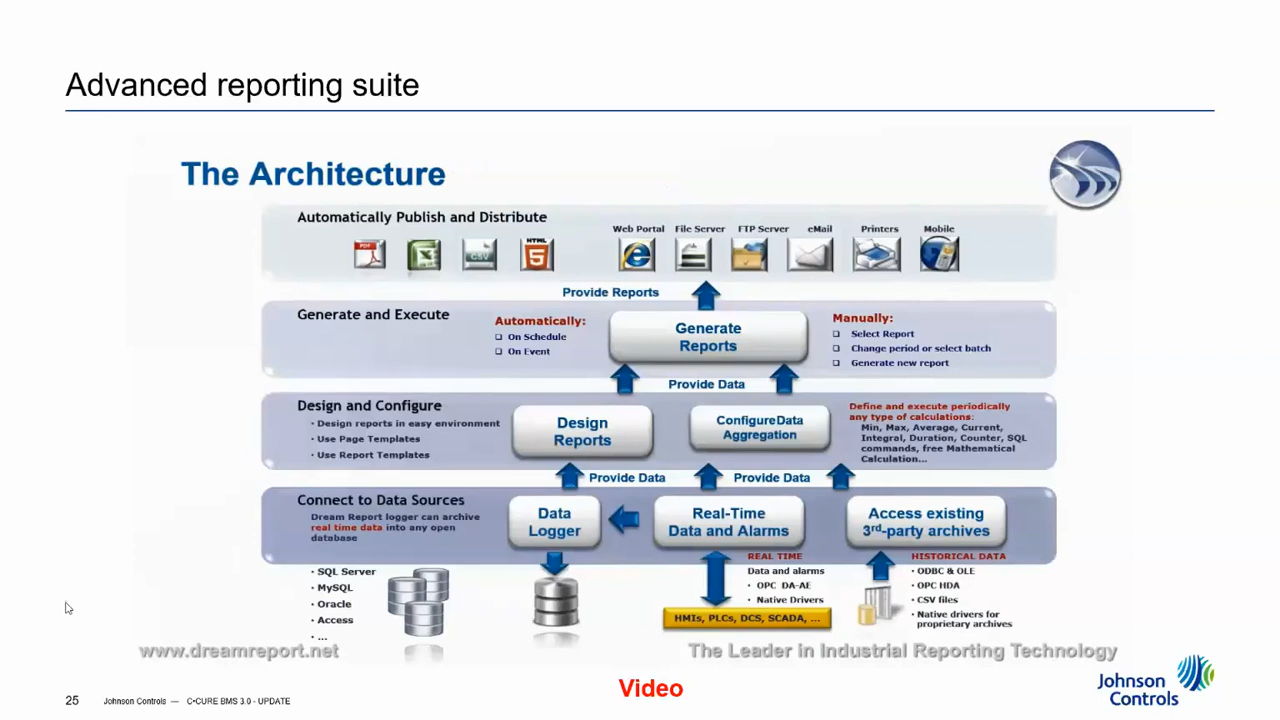 Advanced reporting suite
The Architecture
Automatically Publish and Distribute
PDF
CSV
HTML
5
Web Portal
File Server
FTP Server
eMail
Printers
Mobile
Provide Reports
Generate and Execute
Automatically:
On Schedule
On Event
Generate
Reports
Manually:
Select Report
Change period or select batch
Generate new report
Provide Data
Design and Configure
• Design reports in easy environment
• Use Page Templates
• Use Report Templates
Design
Reports
Configure Data
Aggregation
Define and execute periodically
any type of calculations:
Min, Max, Average, Current,
Integral, Duration, Counter, SQL
commands, free Mathematical
Calculation...
Provide Data
Provide Data
Connect to Data Sources
Dream Report logger can archive
real time data into any open
database
Data
Logger
Real-Time
Data and Alarms
Access existing
3rd-party archives
• SQL Server
• MySQL
• Oracle
• Access
• ...
REAL TIME
Data and alarms
• OPC DA-AE
• Native Drivers
HMIs, PLCs, DCS, SCADA, ...
HISTORICAL DATA
• ODBC & OLE
• OPC HDA
• CSV files
• Native drivers for
proprietary archives
www.dreamreport.net
The Leader in Industrial Reporting Technology
Video
25
Johnson Controls — C•CURE BMS 3.0 - UPDATE
Johnson
Controls